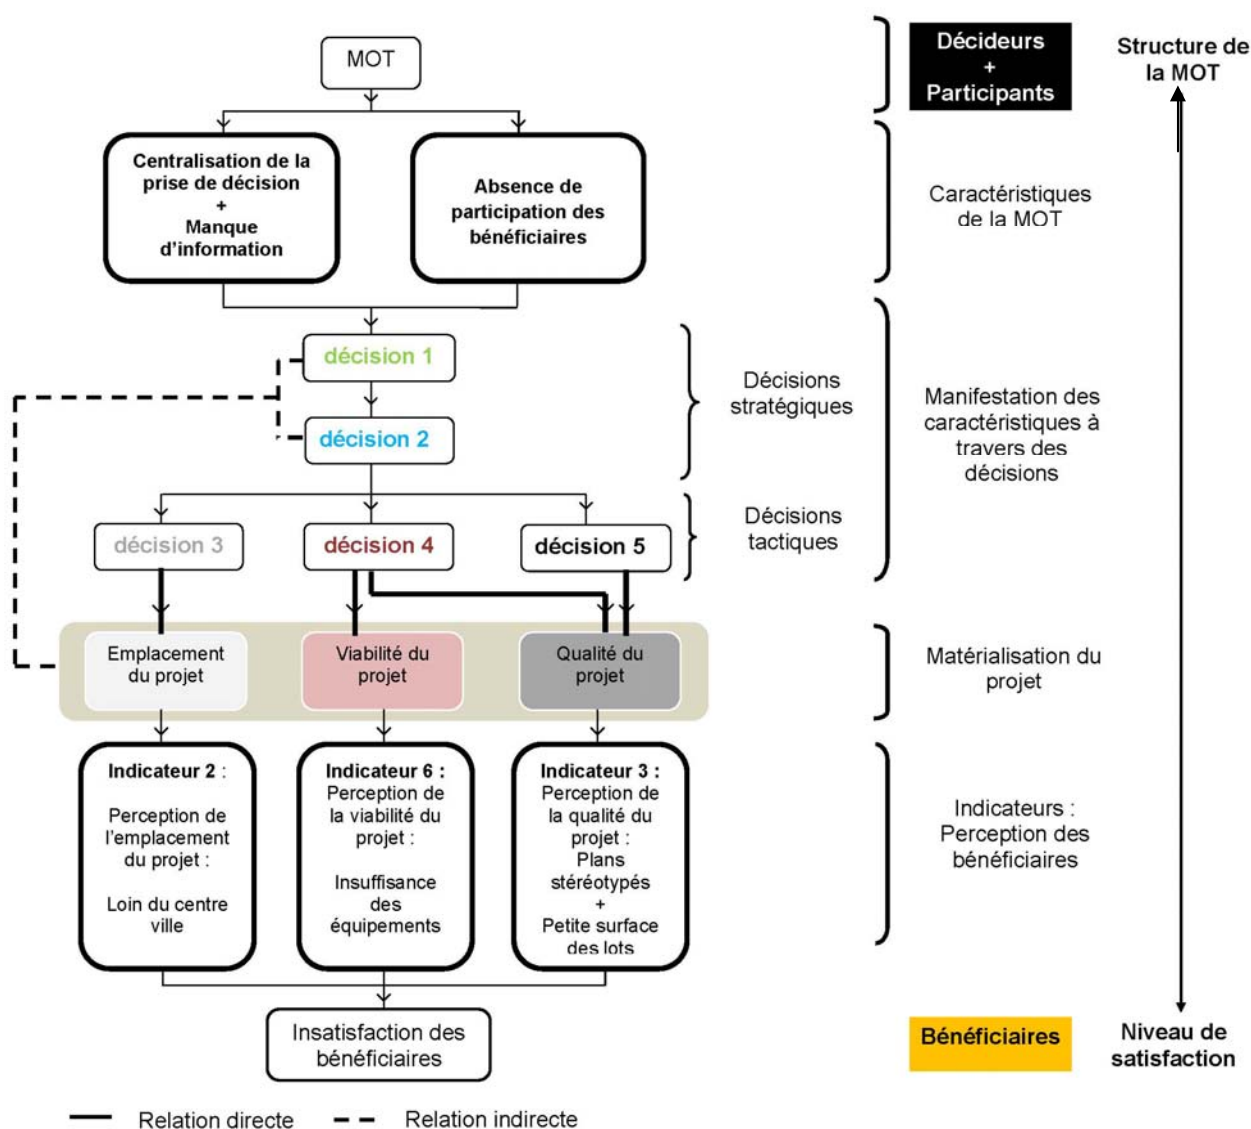 MOT
Décideurs
+
Participants
Structure de
la MOT
Centralisation de la
prise de décision
+
Manque
d'information
Absence de
participation des
bénéficiaires
Caractéristiques
de la MOT
décision 1
décision 2
Décisions
stratégiques
Manifestation des
caractéristiques à
travers des
décisions
décision 3
décision 4
décision 5
Décisions
tactiques
Emplacement
du projet
Viabilité du
projet
Qualité du
projet
Matérialisation du
projet
Indicateur 2 :
Perception de
l'emplacement
du projet :
Loin du centre
ville
Indicateur 6 :
Perception de
la viabilité du
projet :
Insuffisance
des
équipements
Indicateur 3 :
Perception de
la qualité du
projet :
Plans
stéréotypés
+
Petite surface
des lots
Indicateurs :
Perception des
bénéficiaires
Insatisfaction des
bénéficiaires
Bénéficiaires
Niveau de
satisfaction
Relation directe
Relation indirecte